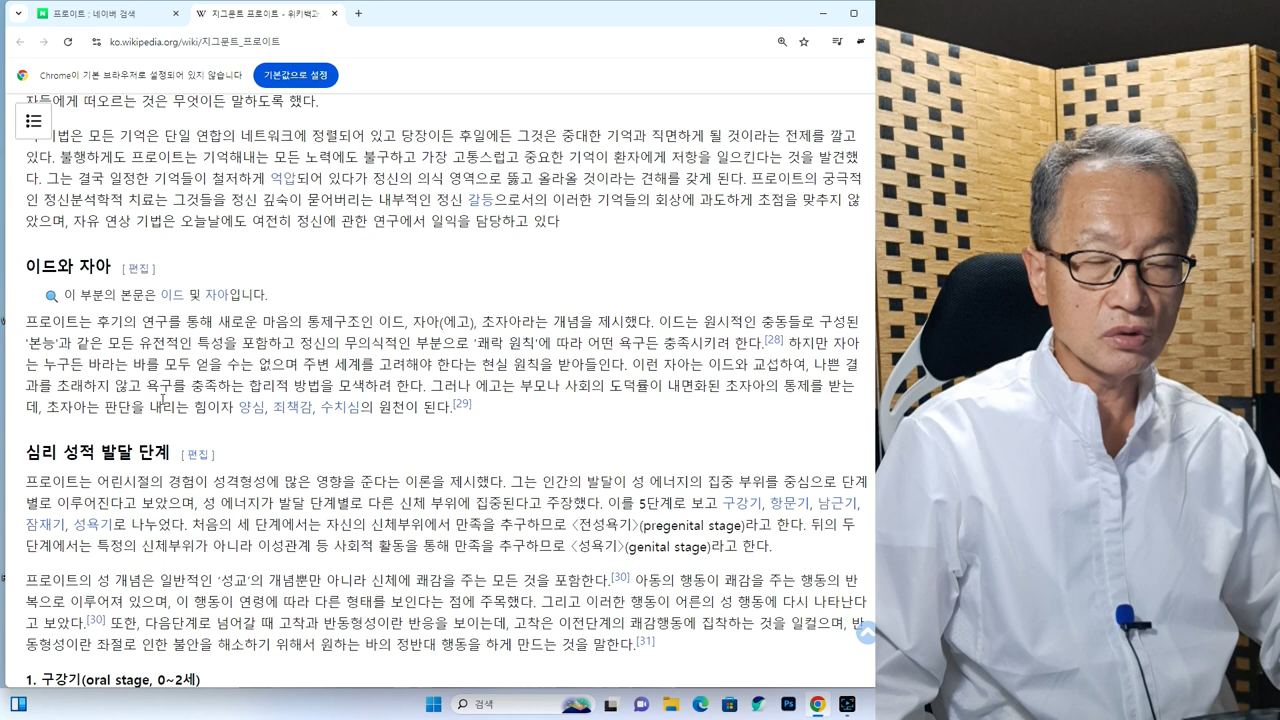 프로이트 : 네이버 검색
지그문트 프로이트 - 위키백과
ko.wikipedia.org/wiki/지그문트_프로이트
Chrome이 기본 브라우저로 설정되어 있지 않습니다
기본값으로 설정
자들에게 떠오르는 것은 무엇이든 말하도록 했다.
기법은 모든 기억은 단일 연합의 네트워크에 정렬되어 있고 당장이든 후일에든 그것은 중대한 기억과 직면하게 될 것이라는 전제를 깔고
있다. 불행하게도 프로이트는 기억해내는 모든 노력에도 불구하고 가장 고통스럽고 중요한 기억이 환자에게 저항을 일으킨다는 것을 발견했
다. 그는 결국 일정한 기억들이 철저하게 억압되어 있다가 정신의 의식 영역으로 뚫고 올라올 것이라는 견해를 갖게 된다. 프로이트의 궁극적
인 정신분석학적 치료는 그것들을 정신 깊숙이 묻어버리는 내부적인 정신 갈등으로서의 이러한 기억들의 회상에 과도하게 초점을 맞추지 않
았으며, 자유 연상 기법은 오늘날에도 여전히 정신에 관한 연구에서 일익을 담당하고 있다
이드와 자아 [ 편집 ]
이 부분의 본문은 이드 및 자아입니다.
프로이트는 후기의 연구를 통해 새로운 마음의 통제구조인 이드, 자아(에고), 초자아라는 개념을 제시했다. 이드는 원시적인 충동들로 구성된
'본능'과 같은 모든 유전적인 특성을 포함하고 정신의 무의식적인 부분으로 '쾌락 원칙'에 따라 어떤 욕구든 충족시키려 한다.[28] 하지만 자아
는 누구든 바라는 바를 모두 얻을 수는 없으며 주변 세계를 고려해야 한다는 현실 원칙을 받아들인다. 이런 자아는 이드와 교섭하여, 나쁜 결
과를 초래하지 않고 욕구를 충족하는 합리적 방법을 모색하려 한다. 그러나 에고는 부모나 사회의 도덕률이 내면화된 초자아의 통제를 받는
데, 초자아는 판단을 내리는 힘이자 양심, 죄책감, 수치심의 원천이 된다.[29]
심리 성적 발달 단계 [ 편집 ]
프로이트는 어린시절의 경험이 성격형성에 많은 영향을 준다는 이론을 제시했다. 그는 인간의 발달이 성 에너지의 집중 부위를 중심으로 단계
별로 이루어진다고 보았으며, 성 에너지가 발달 단계별로 다른 신체 부위에 집중된다고 주장했다. 이를 5단계로 보고 구강기, 항문기, 남근기,
잠재기, 성욕기로 나누었다. 처음의 세 단계에서는 자신의 신체부위에서 만족을 추구하므로 〈전성욕기〉(pregenital stage)라고 한다. 뒤의 두
단계에서는 특정의 신체부위가 아니라 이성관계 등 사회적 활동을 통해 만족을 추구하므로 〈성욕기〉(genital stage)라고 한다.
프로이트의 성 개념은 일반적인 '성교'의 개념뿐만 아니라 신체에 쾌감을 주는 모든 것을 포함한다.[30] 아동의 행동이 쾌감을 주는 행동의 반
복으로 이루어져 있으며, 이 행동이 연령에 따라 다른 형태를 보인다는 점에 주목했다. 그리고 이러한 행동이 어른의 성 행동에 다시 나타난다
고 보았다.[30] 또한, 다음단계로 넘어갈 때 고착과 반동형성이란 반응을 보이는데, 고착은 이전단계의 쾌감행동에 집착하는 것을 일컬으며, 반
동형성이란 좌절로 인한 불안을 해소하기 위해서 원하는 바의 정반대 행동을 하게 만드는 것을 말한다.[31]
1. 구강기(oral stage, 0~2세)
검색
Ps